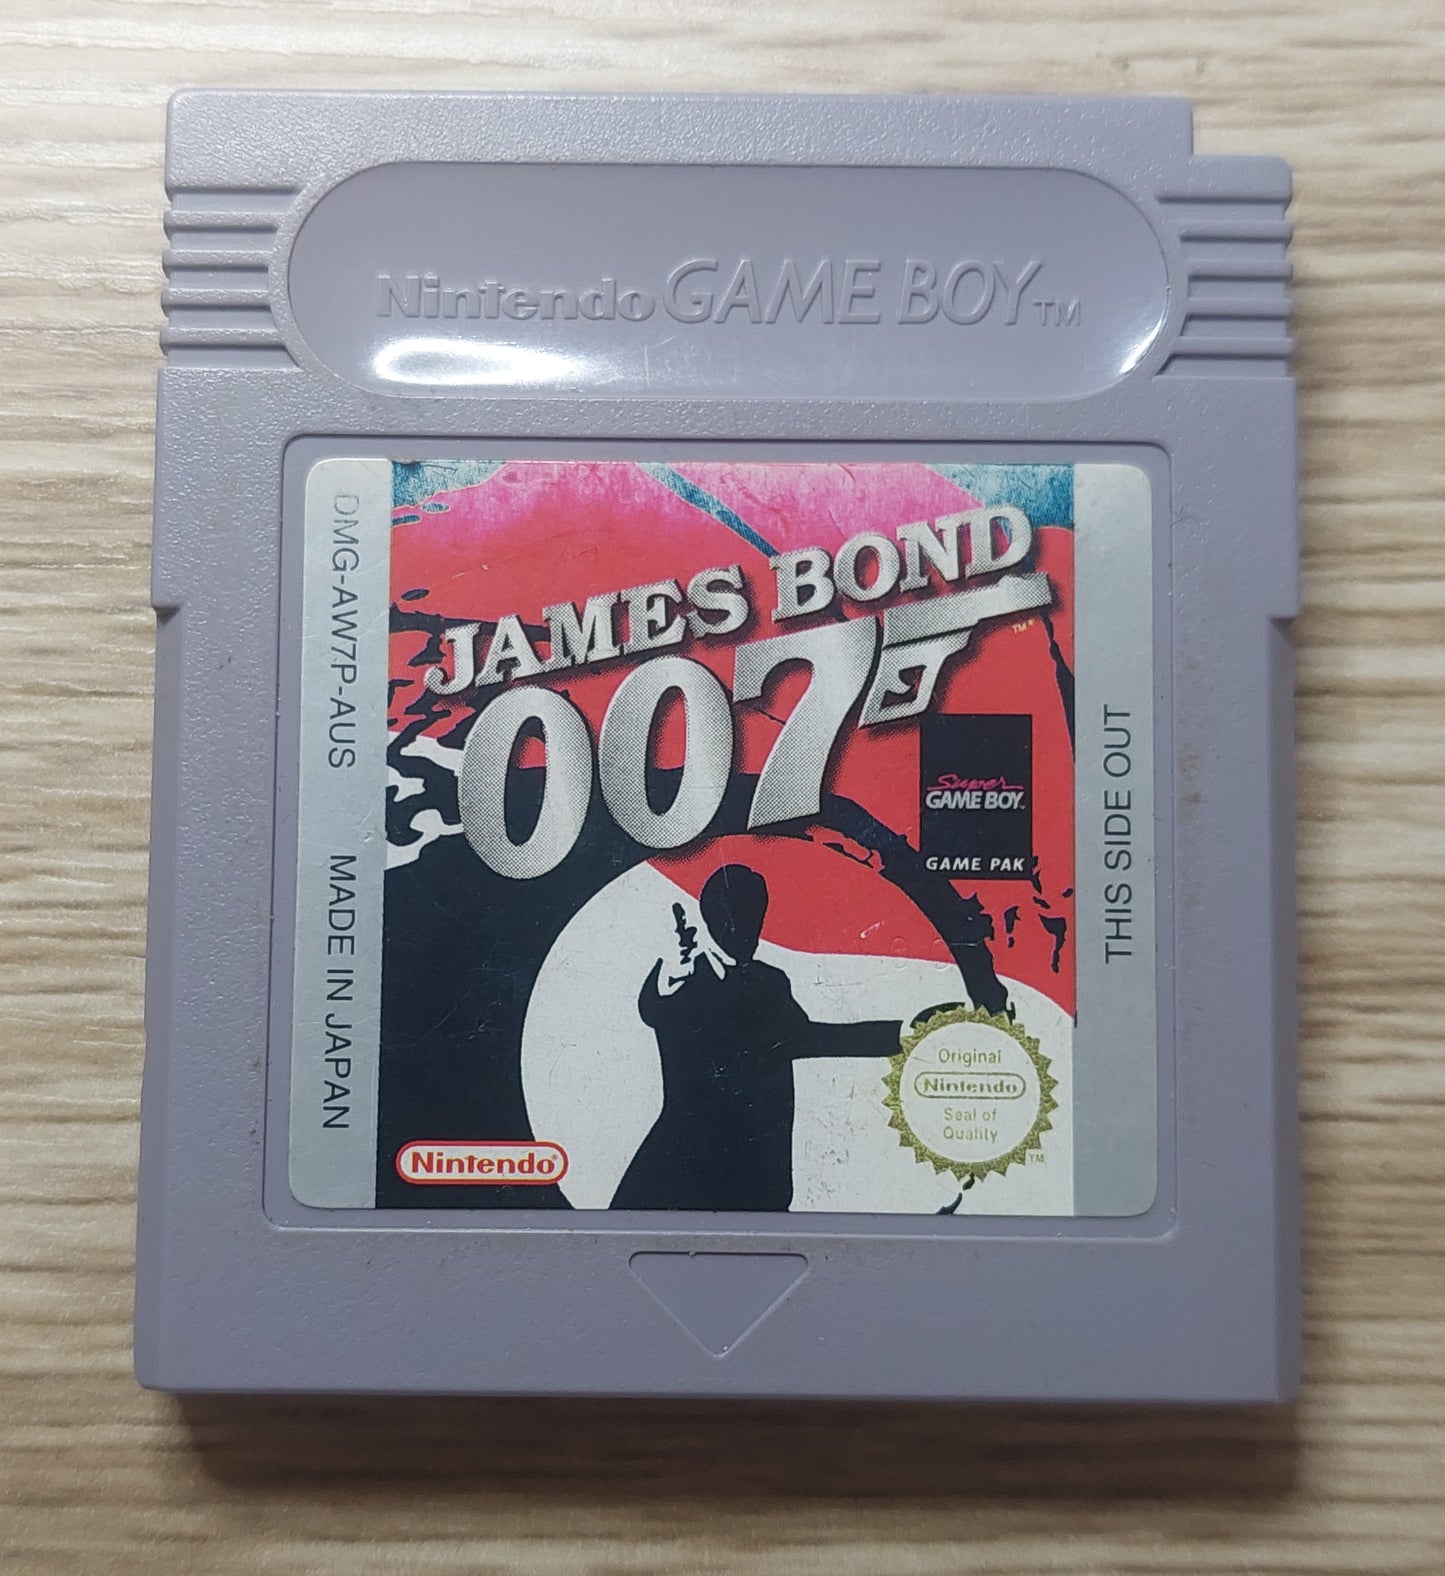 Nintendo GAME BOY TM
DMG-AW7P-AUS MADE IN JAPAN
JAMES BOND
007
TM*
Super
GAME BOY
GAME PAK
THIS SIDE OUT
Original
Nintendo
Seal of
Quality
TM
Nintendo®